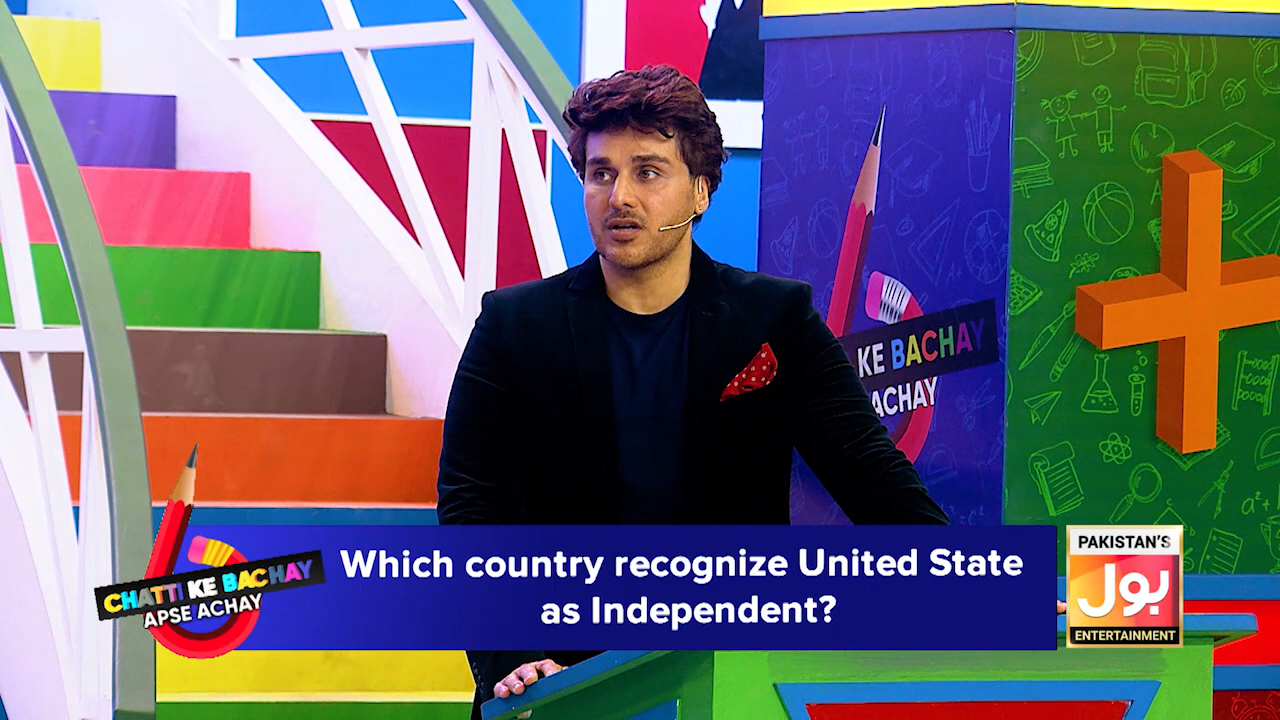 KE BACHAY
ACHAY
CHATTI KE BACHAY
APSE ACHAY
Which country recognize United State
as Independent?
PAKISTAN'S
بول
ENTERTAINMENT